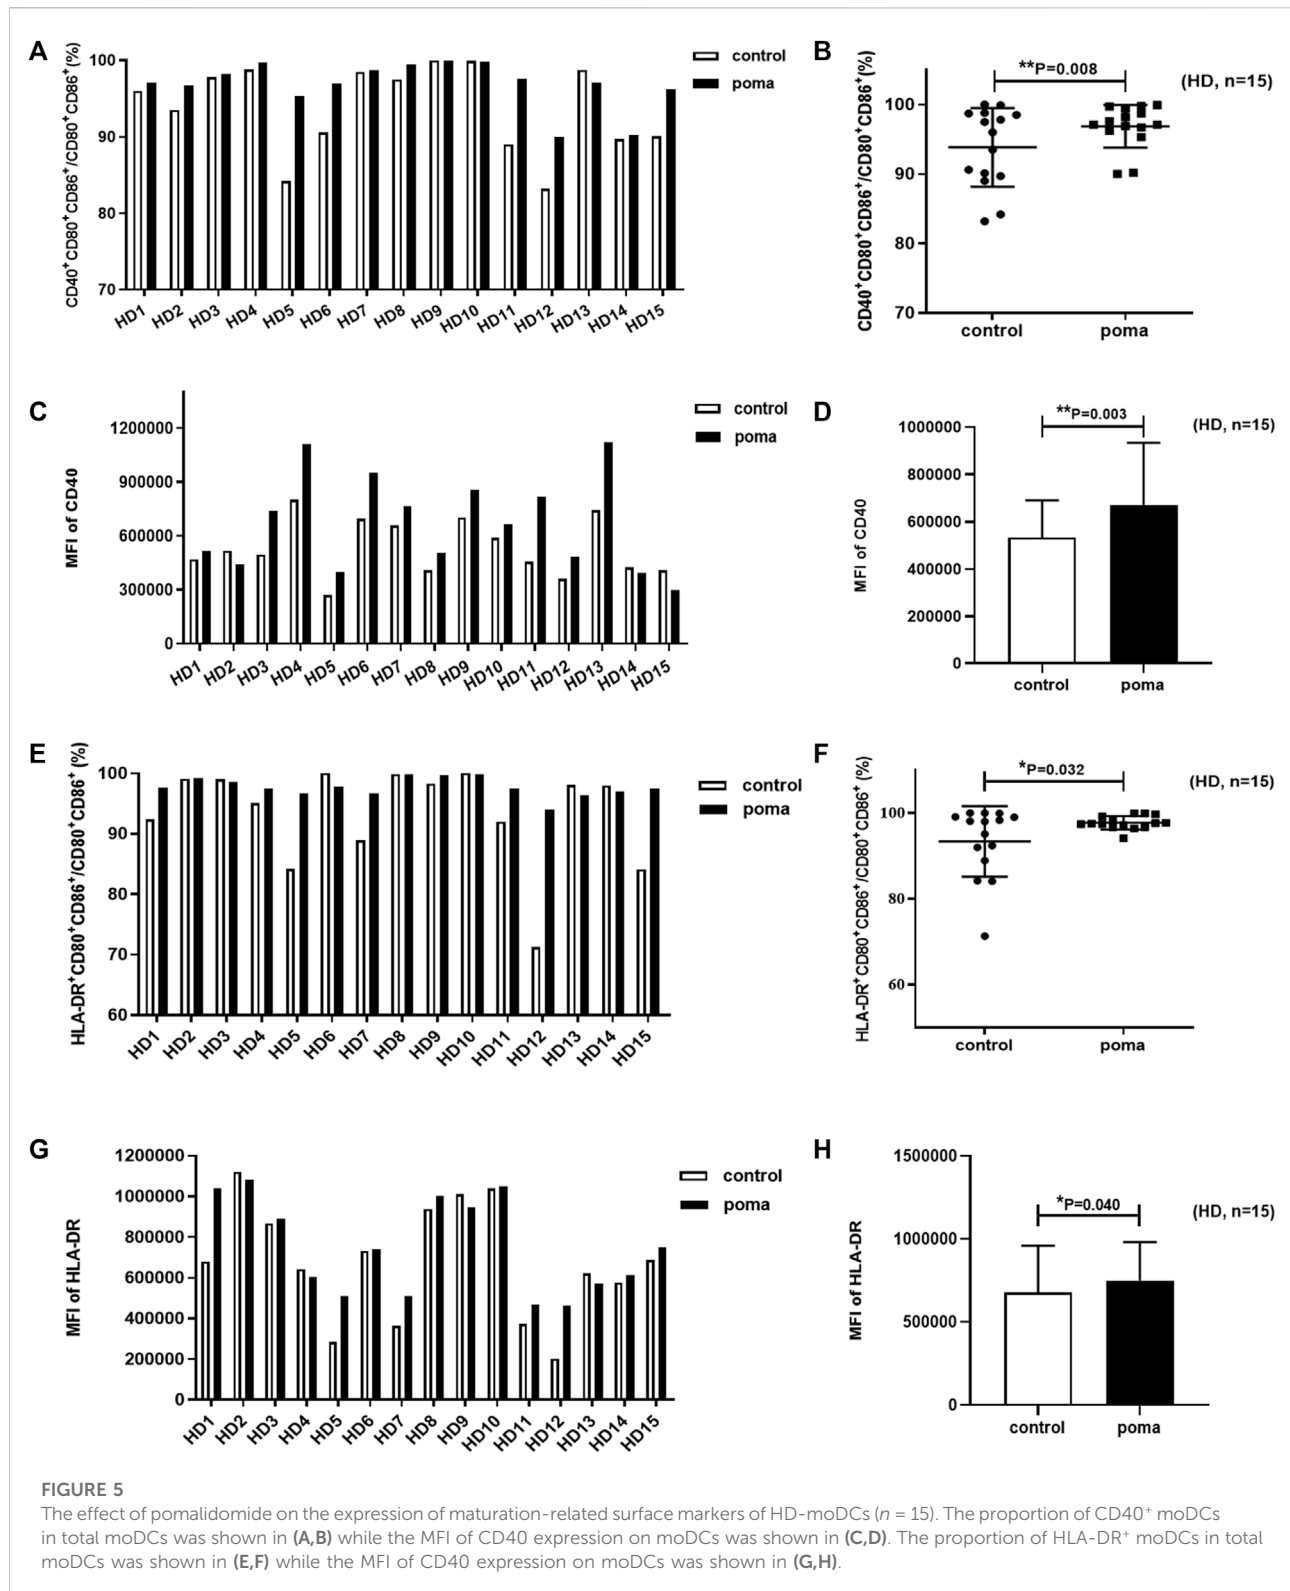 A
CD40⁺CD80⁺CD86⁺/CD80⁺CD86⁺(%)
100
90
80
70
HD1 HD2 HD3 HD4 HD5 HD6 HD7 HD8 HD9 HD10 HD11 HD12 HD13 HD14 HD15
control
poma
B
CD40⁺CD80⁺CD86⁺/CD80⁺CD86⁺(%)
100
90
80
70
**P=0.008
(HD, n=15)
control poma
C
MFI of CD40
1200000
900000
600000
300000
0
HD1 HD2 HD3 HD4 HD5 HD6 HD7 HD8 HD9 HD10 HD11 HD12 HD13 HD14 HD15
control
poma
D
MFI of CD40
1000000
800000
600000
400000
200000
0
**P=0.003
(HD, n=15)
control poma
E
HLA-DR⁺CD80⁺CD86⁺/CD80⁺CD86⁺ (%)
100
90
80
70
60
HD1 HD2 HD3 HD4 HD5 HD6 HD7 HD8 HD9 HD10 HD11 HD12 HD13 HD14 HD15
control
poma
F
HLA-DR⁺CD80⁺CD86⁺/CD80⁺CD86⁺ (%)
100
80
60
*P=0.032
(HD, n=15)
control poma
G
MFI of HLA-DR
1200000
1000000
800000
600000
400000
200000
0
HD1 HD2 HD3 HD4 HD5 HD6 HD7 HD8 HD9 HD10 HD11 HD12 HD13 HD14 HD15
control
poma
H
MFI of HLA-DR
1500000
1000000
500000
0
*P=0.040
(HD, n=15)
control poma
FIGURE 5
The effect of pomalidomide on the expression of maturation-related surface markers of HD-moDCs (n = 15). The proportion of CD40⁺ moDCs
in total moDCs was shown in (A,B) while the MFI of CD40 expression on moDCs was shown in (C,D). The proportion of HLA-DR⁺ moDCs in total
moDCs was shown in (E,F) while the MFI of CD40 expression on moDCs was shown in (G,H).